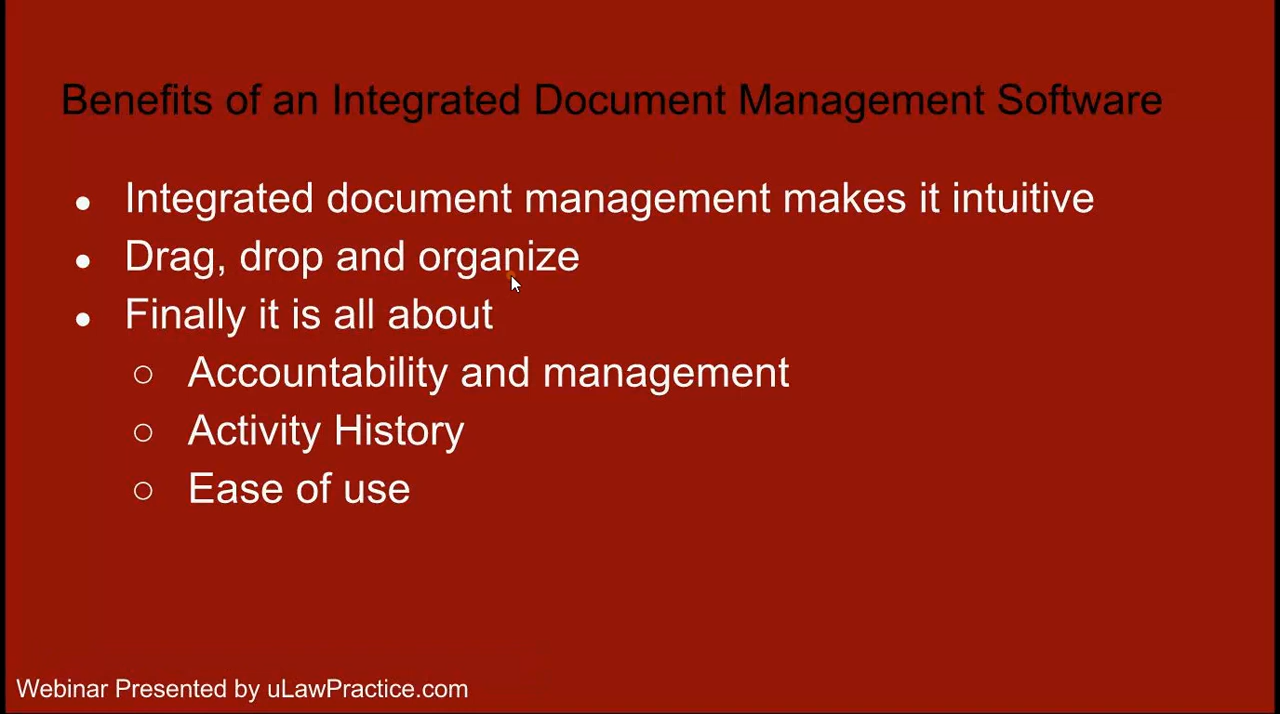 Benefits of an Integrated Document Management Software
● Integrated document management makes it intuitive
● Drag, drop and organize
● Finally it is all about
○ Accountability and management
○ Activity History
○ Ease of use
Webinar Presented by uLawPractice.com